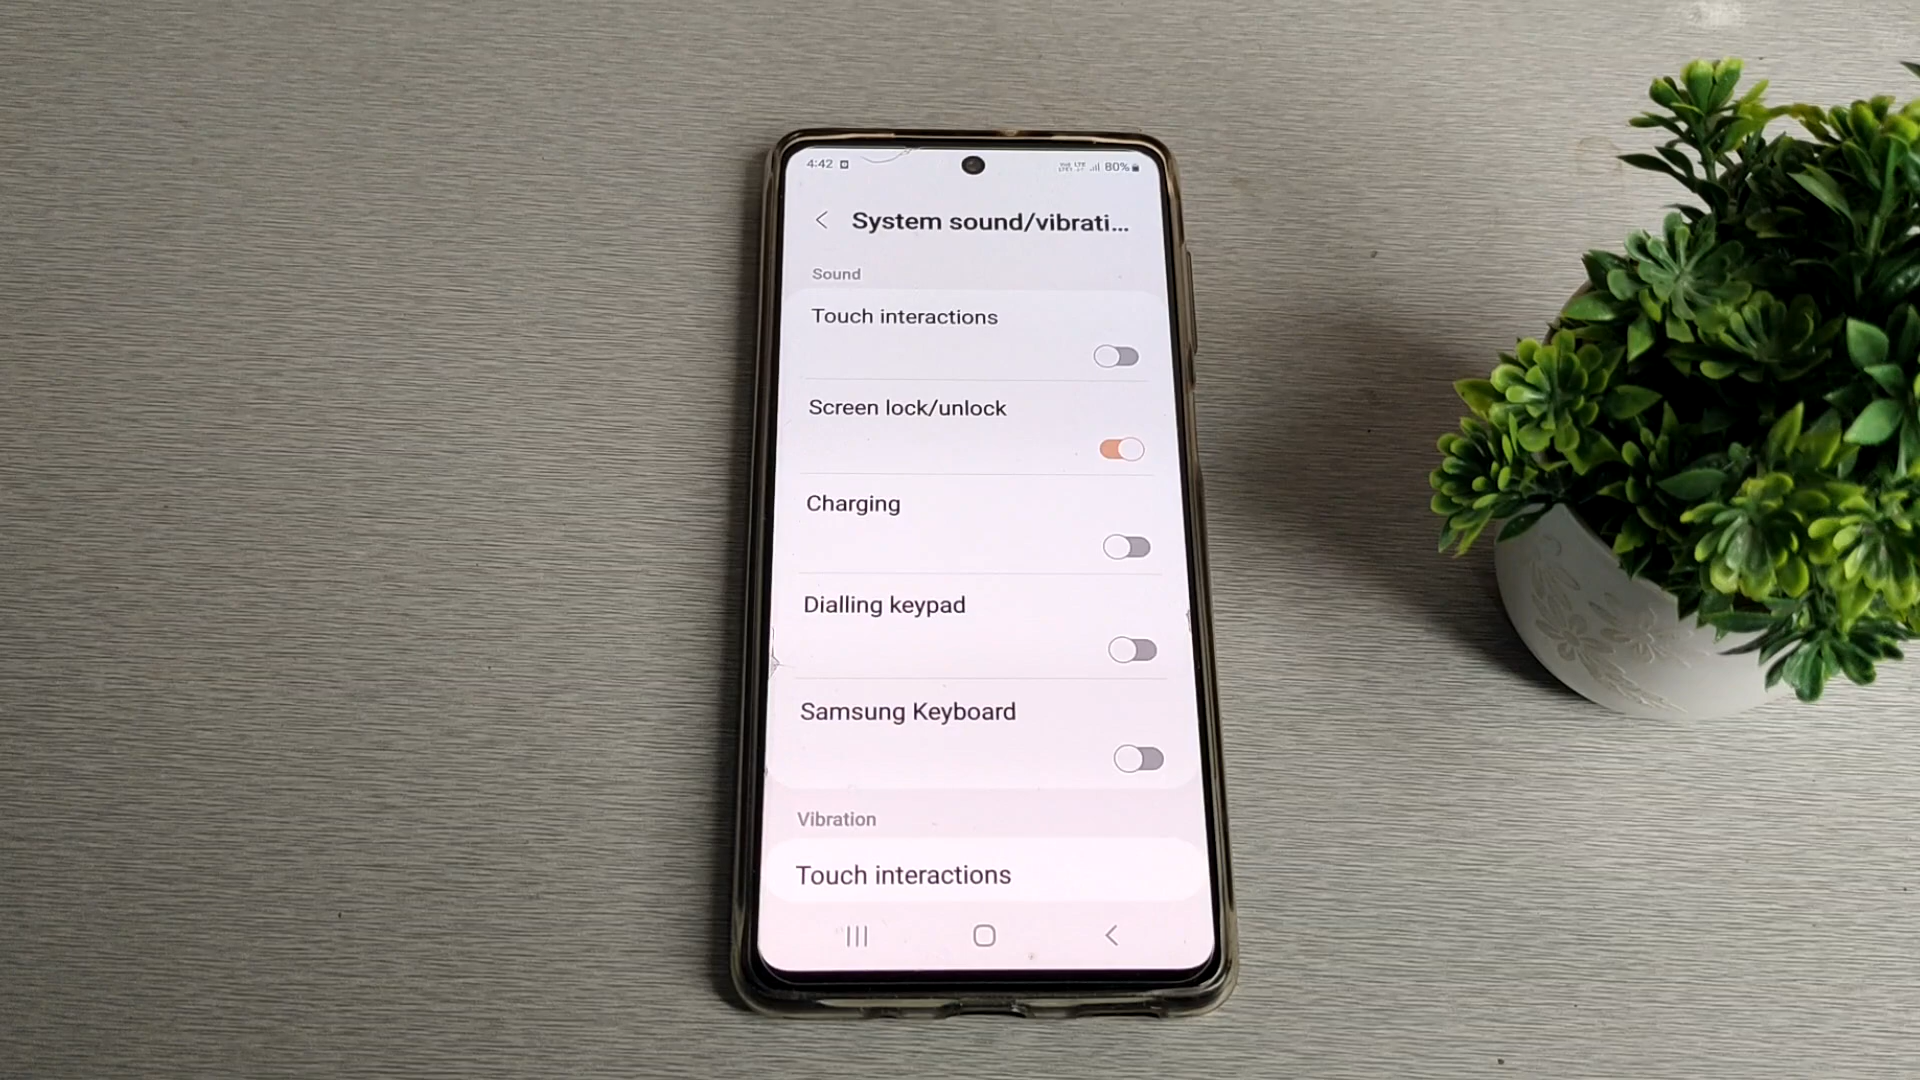 4:42 80%
System sound/vibrati...
Sound
Touch interactions
Screen lock/unlock
Charging
Dialling keypad
Samsung Keyboard
Vibration
Touch interactions